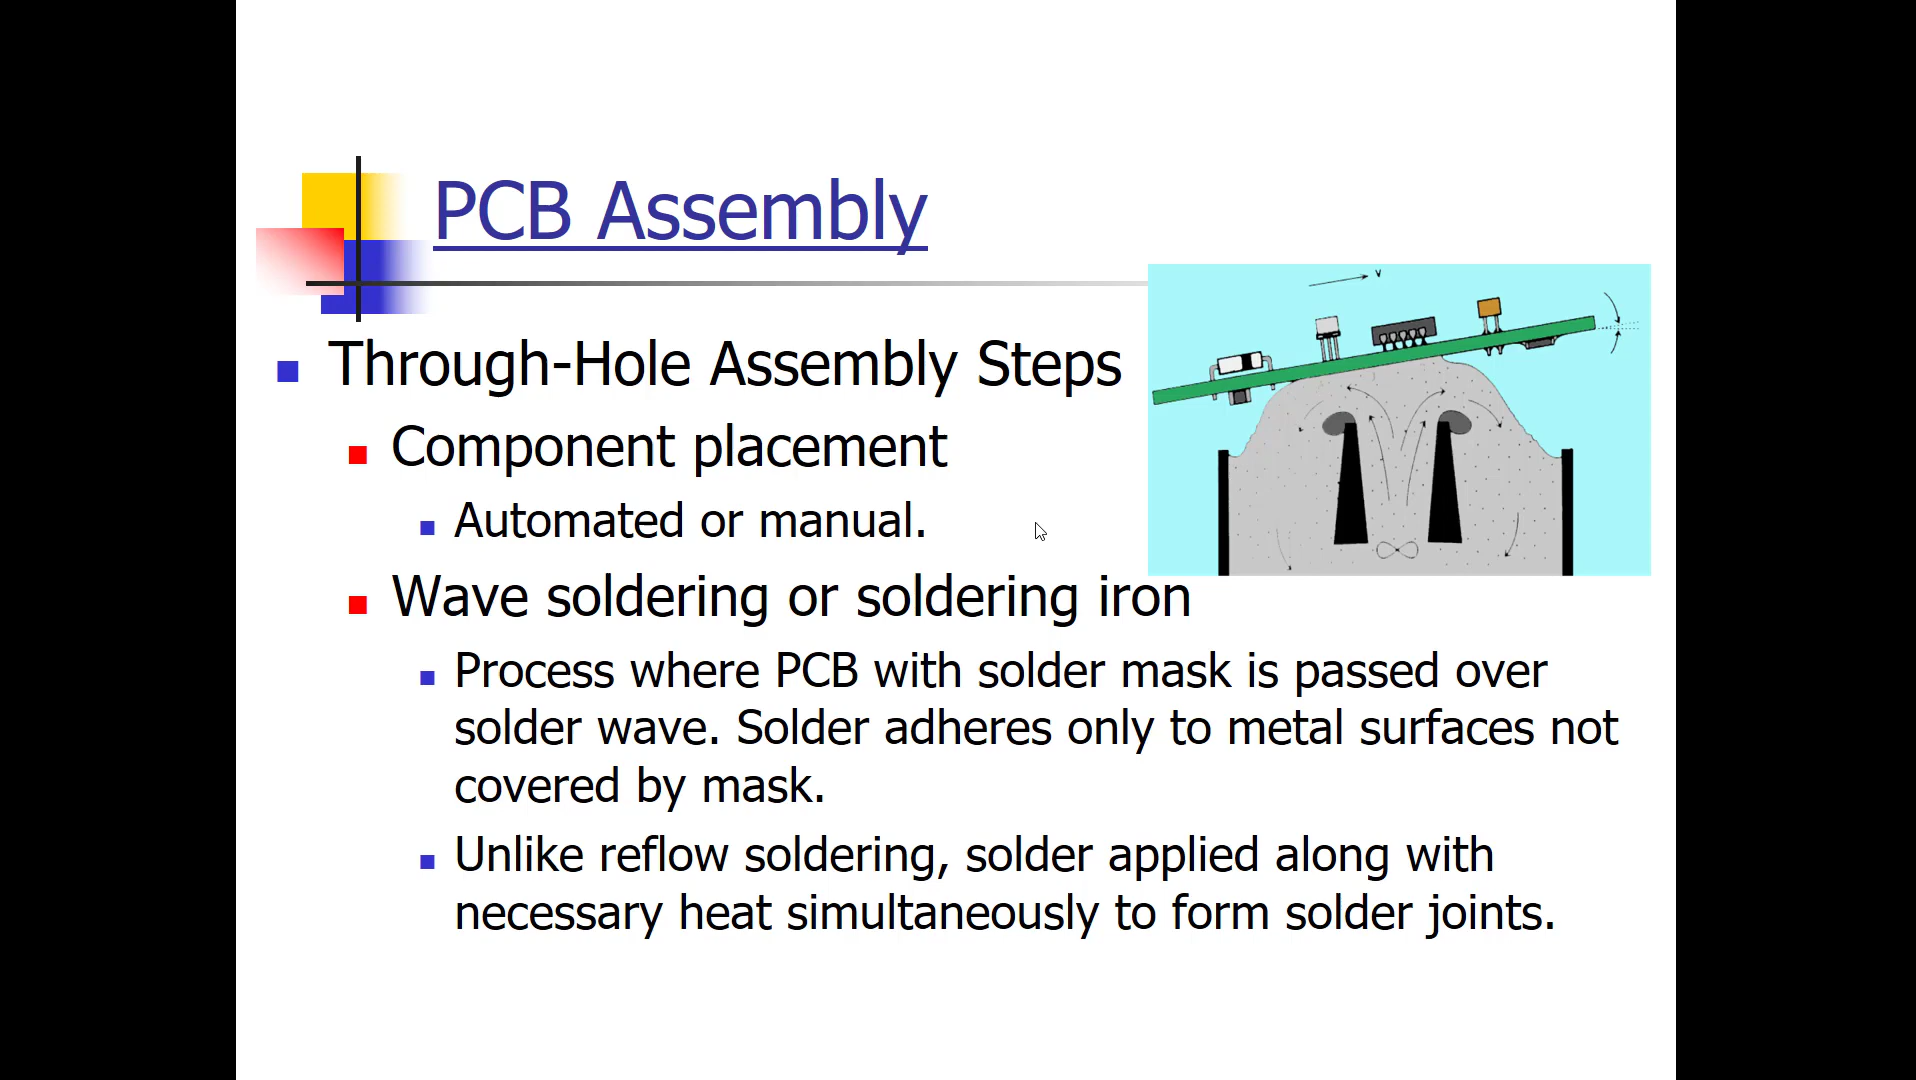 PCB Assembly
v
Through-Hole Assembly Steps
Component placement
Automated or manual.
Wave soldering or soldering iron
Process where PCB with solder mask is passed over
solder wave. Solder adheres only to metal surfaces not
covered by mask.
Unlike reflow soldering, solder applied along with
necessary heat simultaneously to form solder joints.